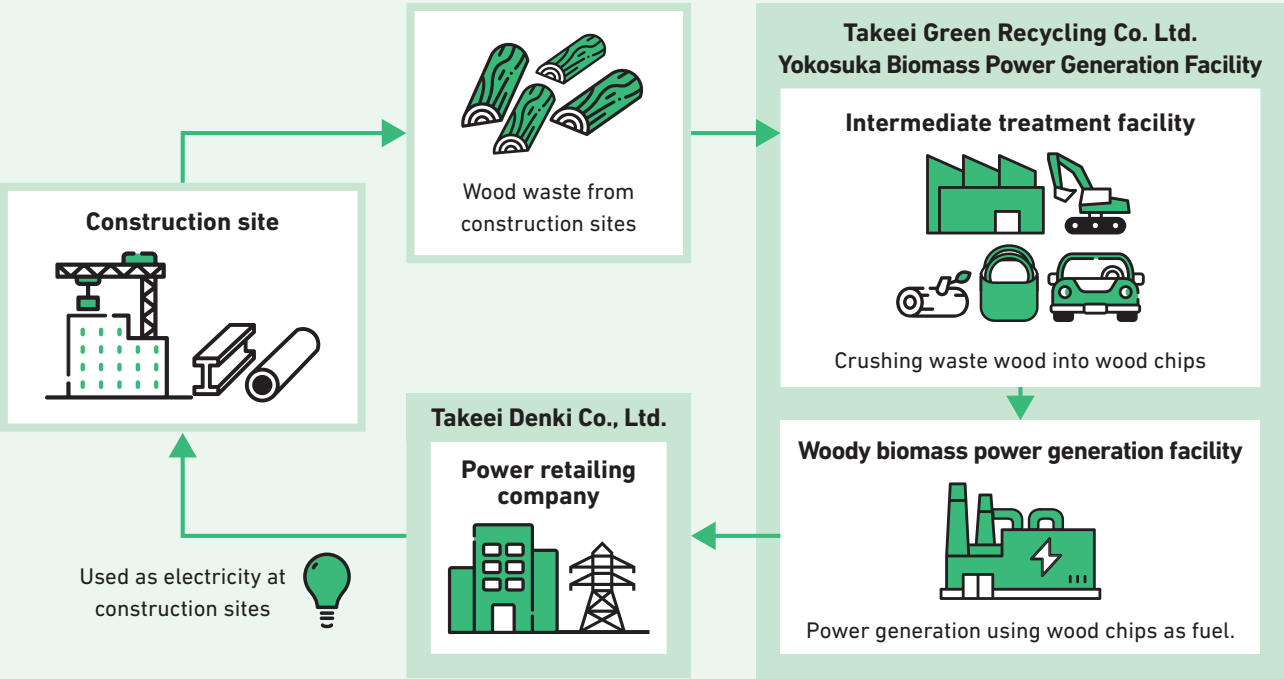 Construction site
Wood waste from
construction sites
Takeei Green Recycling Co. Ltd.
Yokosuka Biomass Power Generation Facility
Intermediate treatment facility
Crushing waste wood into wood chips
Woody biomass power generation facility
Power generation using wood chips as fuel.
Takeei Denki Co., Ltd.
Power retailing
company
Used as electricity at
construction sites